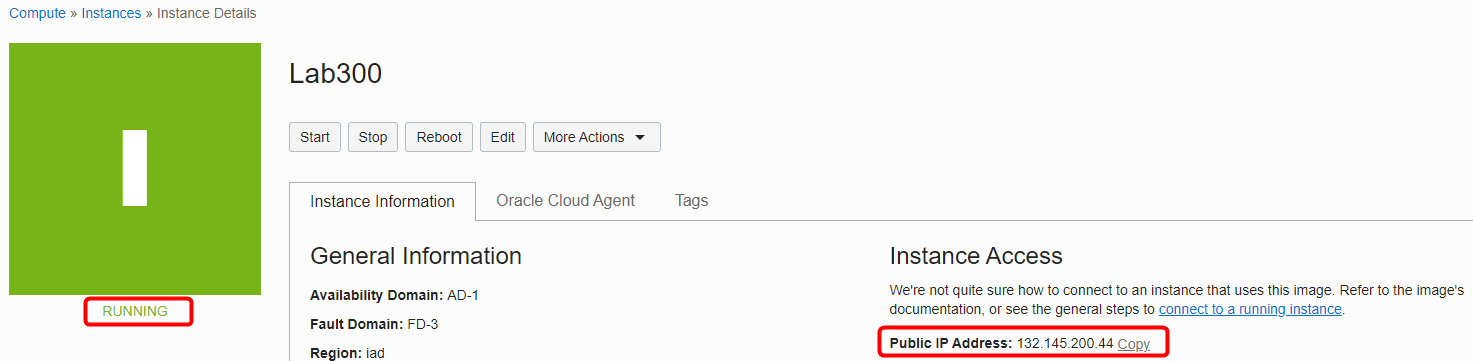 Compute » Instances » Instance Details
I
RUNNING
Lab300
Start Stop Reboot Edit More Actions
Instance Information Oracle Cloud Agent Tags
General Information
Availability Domain: AD-1
Fault Domain: FD-3
Region: iad
Instance Access
We're not quite sure how to connect to an instance that uses this image. Refer to the image's
documentation, or see the general steps to connect to a running instance.
Public IP Address: 132.145.200.44 Copy